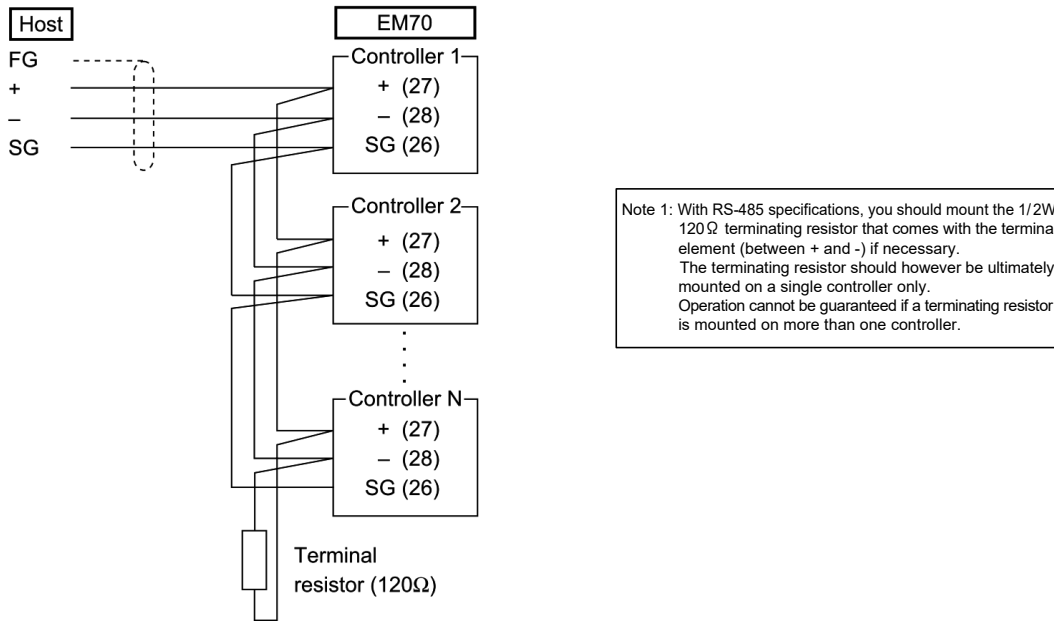 Host
EM70
FG
+
–
SG
Controller 1
+ (27)
– (28)
SG (26)
Controller 2
+ (27)
– (28)
SG (26)
Controller N
+ (27)
– (28)
SG (26)
Terminal
resistor (120Ω)
Note 1: With RS-485 specifications, you should mount the 1/2W
120Ω terminating resistor that comes with the termina
element (between + and -) if necessary.
The terminating resistor should however be ultimately
mounted on a single controller only.
Operation cannot be guaranteed if a terminating resistor
is mounted on more than one controller.